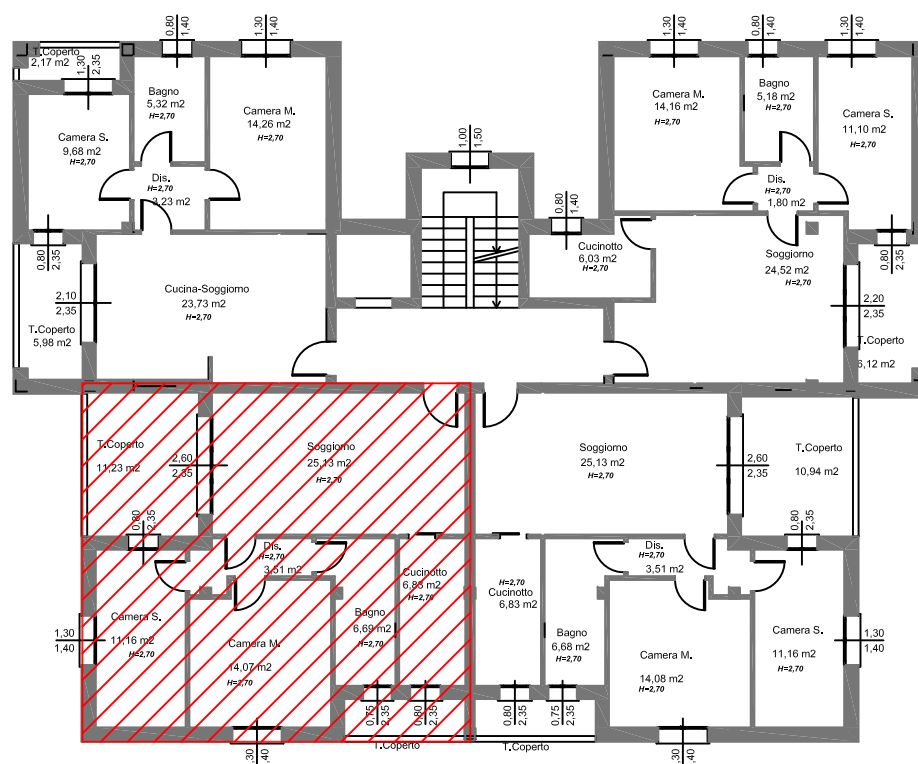 T.Coperto
2,17 m2
1,30
2,35
0,80
1,40
1,30
1,40
Bagno
5,32 m2
H=2,70
Camera M.
14,26 m2
H=2,70
Camera S.
9,68 m2
H=2,70
Dis.
H=2,70
3,23 m2
0,80
2,35
2,10
2,35
T.Coperto
5,98 m2
Cucina-Soggiorno
23,73 m2
H=2,70
1,00
1,50
0,80
1,40
Cucinotto
6,03 m2
H=2,70
1,30
1,40
0,80
1,40
1,30
1,40
Camera M.
14,16 m2
H=2,70
Bagno
5,18 m2
H=2,70
Camera S.
11,10 m2
H=2,70
Dis.
H=2,70
1,80 m2
Soggiorno
24,52 m2
H=2,70
0,80
2,35
2,20
2,35
T.Coperto
6,12 m2
T.Coperto
11,23 m2
2,60
2,35
Soggiorno
25,13 m2
H=2,70
Soggiorno
25,13 m2
H=2,70
2,60
2,35
T.Coperto
10,94 m2
0,80
2,35
Dis.
H=2,70
3,51 m2
Cucinotto
6,83 m2
H=2,70
H=2,70
Cucinotto
6,83 m2
Dis.
H=2,70
3,51 m2
0,80
2,35
Camera S.
11,16 m2
H=2,70
1,30
1,40
Camera M.
14,07 m2
H=2,70
Bagno
6,69 m2
H=2,70
Bagno
6,68 m2
H=2,70
Camera M.
14,08 m2
H=2,70
Camera S.
11,16 m2
H=2,70
1,30
1,40
0,75
2,35
0,80
2,35
0,80
2,35
0,75
2,35
T.Coperto
T.Coperto
,30
,40
,30
,40